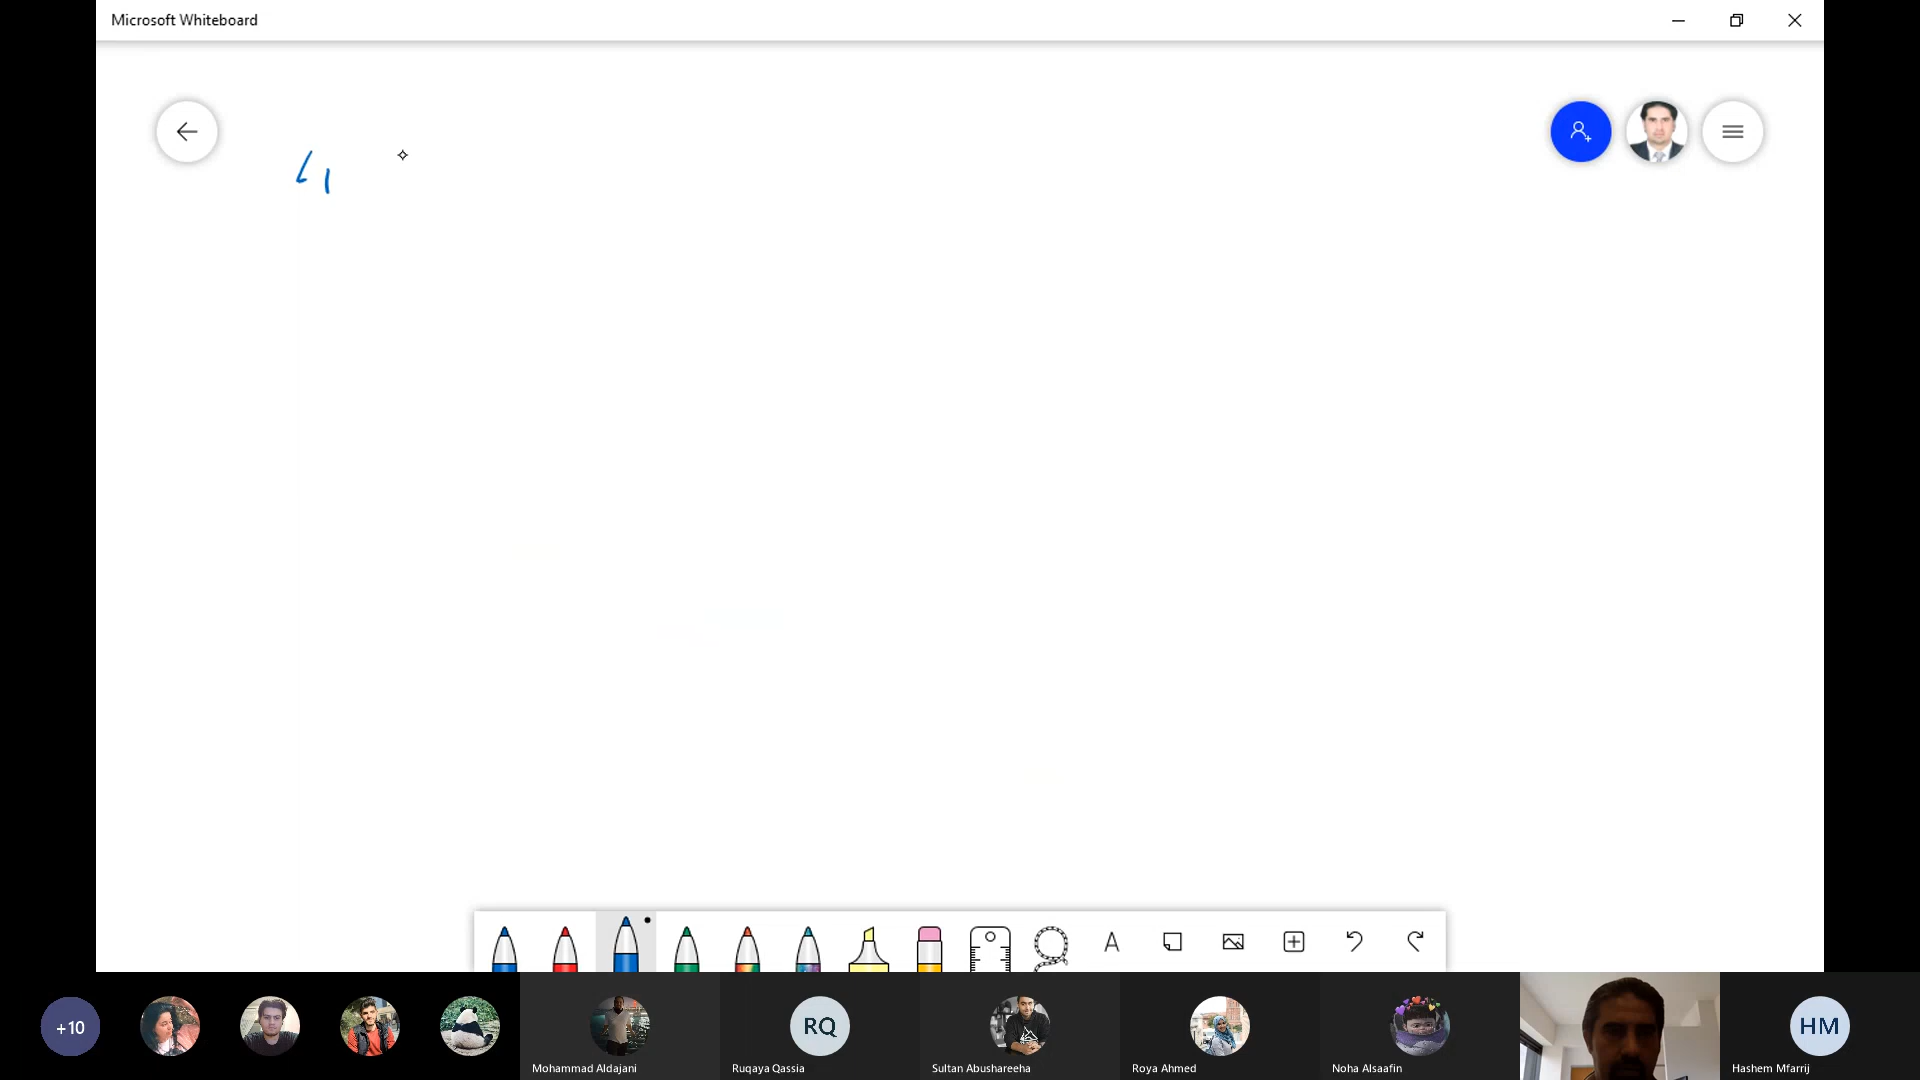 Microsoft Whiteboard
+10
Mohammad Aldajani
RQ
Ruqaya Qassia
Sultan Abushareeha
Roya Ahmed
Noha Alsaafin
HM
Hashem Mfarrij